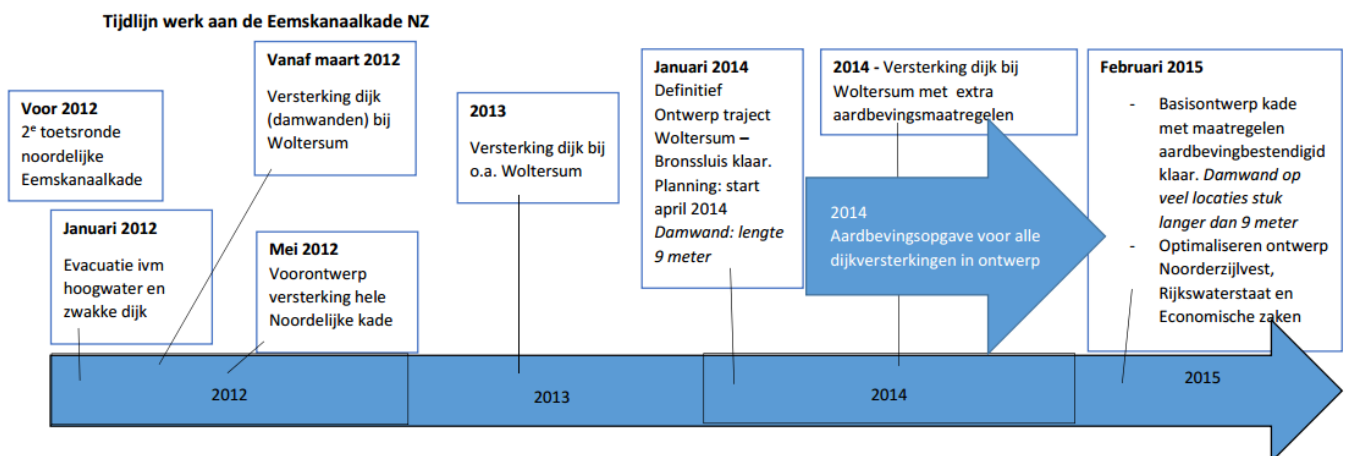 Tijdlijn werk aan de Eemskanaalkade NZ
Voor 2012
2e toetsronde
noordelijke
Eemskanaalkade
Januari 2012
Evacuatie ivm
hoogwater en
zwakke dijk
Vanaf maart 2012
Versterking dijk
(damwanden) bij
Woltersum
Mei 2012
Voorontwerp
versterking hele
Noordelijke kade
2013
Versterking dijk bij
o.a. Woltersum
Januari 2014
Definitief
Ontwerp traject
Woltersum –
Bronssluis klaar.
Planning: start
april 2014
Damwand: lengte
9 meter
2014 - Versterking dijk bij
Woltersum met extra
aardbevingsmaatregelen
2014
Aardbevingsopgave voor alle
dijkversterkingen in ontwerp
Februari 2015
- Basisontwerp kade
met maatregelen
aardbevingbestendigid
klaar. Damwand op
veel locaties stuk
langer dan 9 meter
- Optimaliseren ontwerp
Noorderzijlvest,
Rijkswaterstaat en
Economische zaken
2012
2013
2014
2015